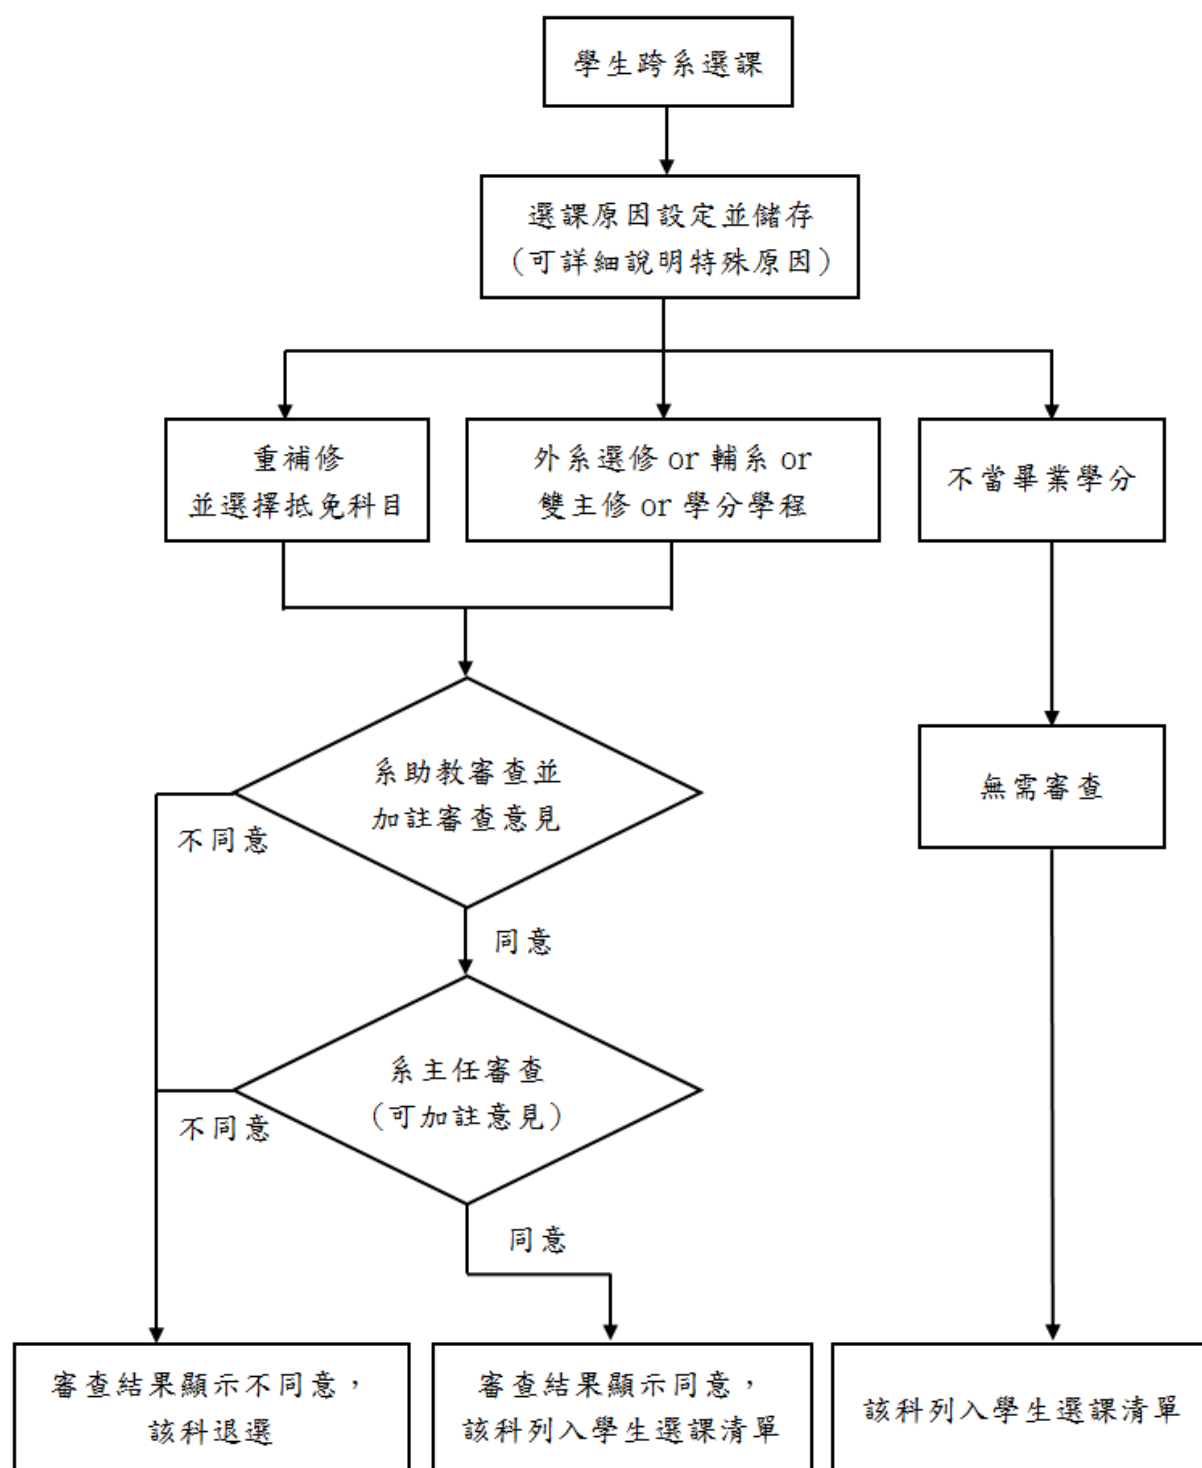 學生跨系選課
選課原因設定並儲存
(可詳細說明特殊原因)
重補修
並選擇抵免科目
外系選修 or 輔系 or
雙主修 or 學分學程
不當畢業學分
系助教審查並
加註審查意見
不同意
無需審查
同意
系主任審查
(可加註意見)
不同意
同意
審查結果顯示不同意，
該科退選
審查結果顯示同意，
該科列入學生選課清單
該科列入學生選課清單